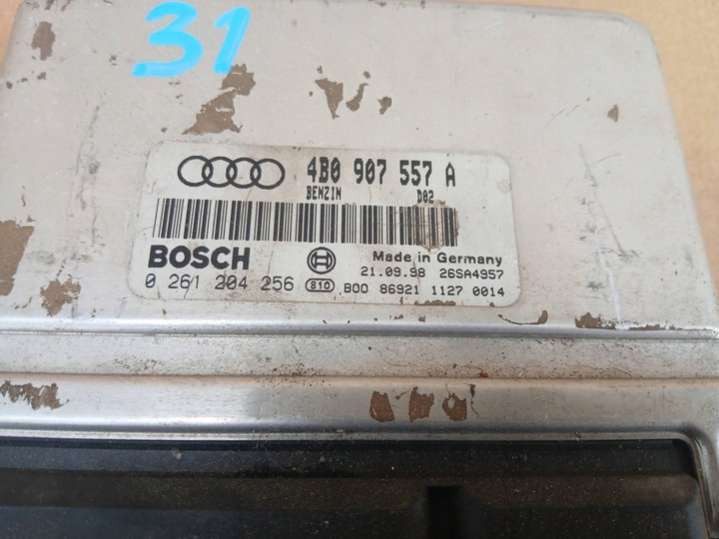 31
4B0 907 557 A
BENZIN D02
BOSCH
Made in Germany
21.09.98 26SA4957
0 261 204 256 810 B00 86921 1127 0014